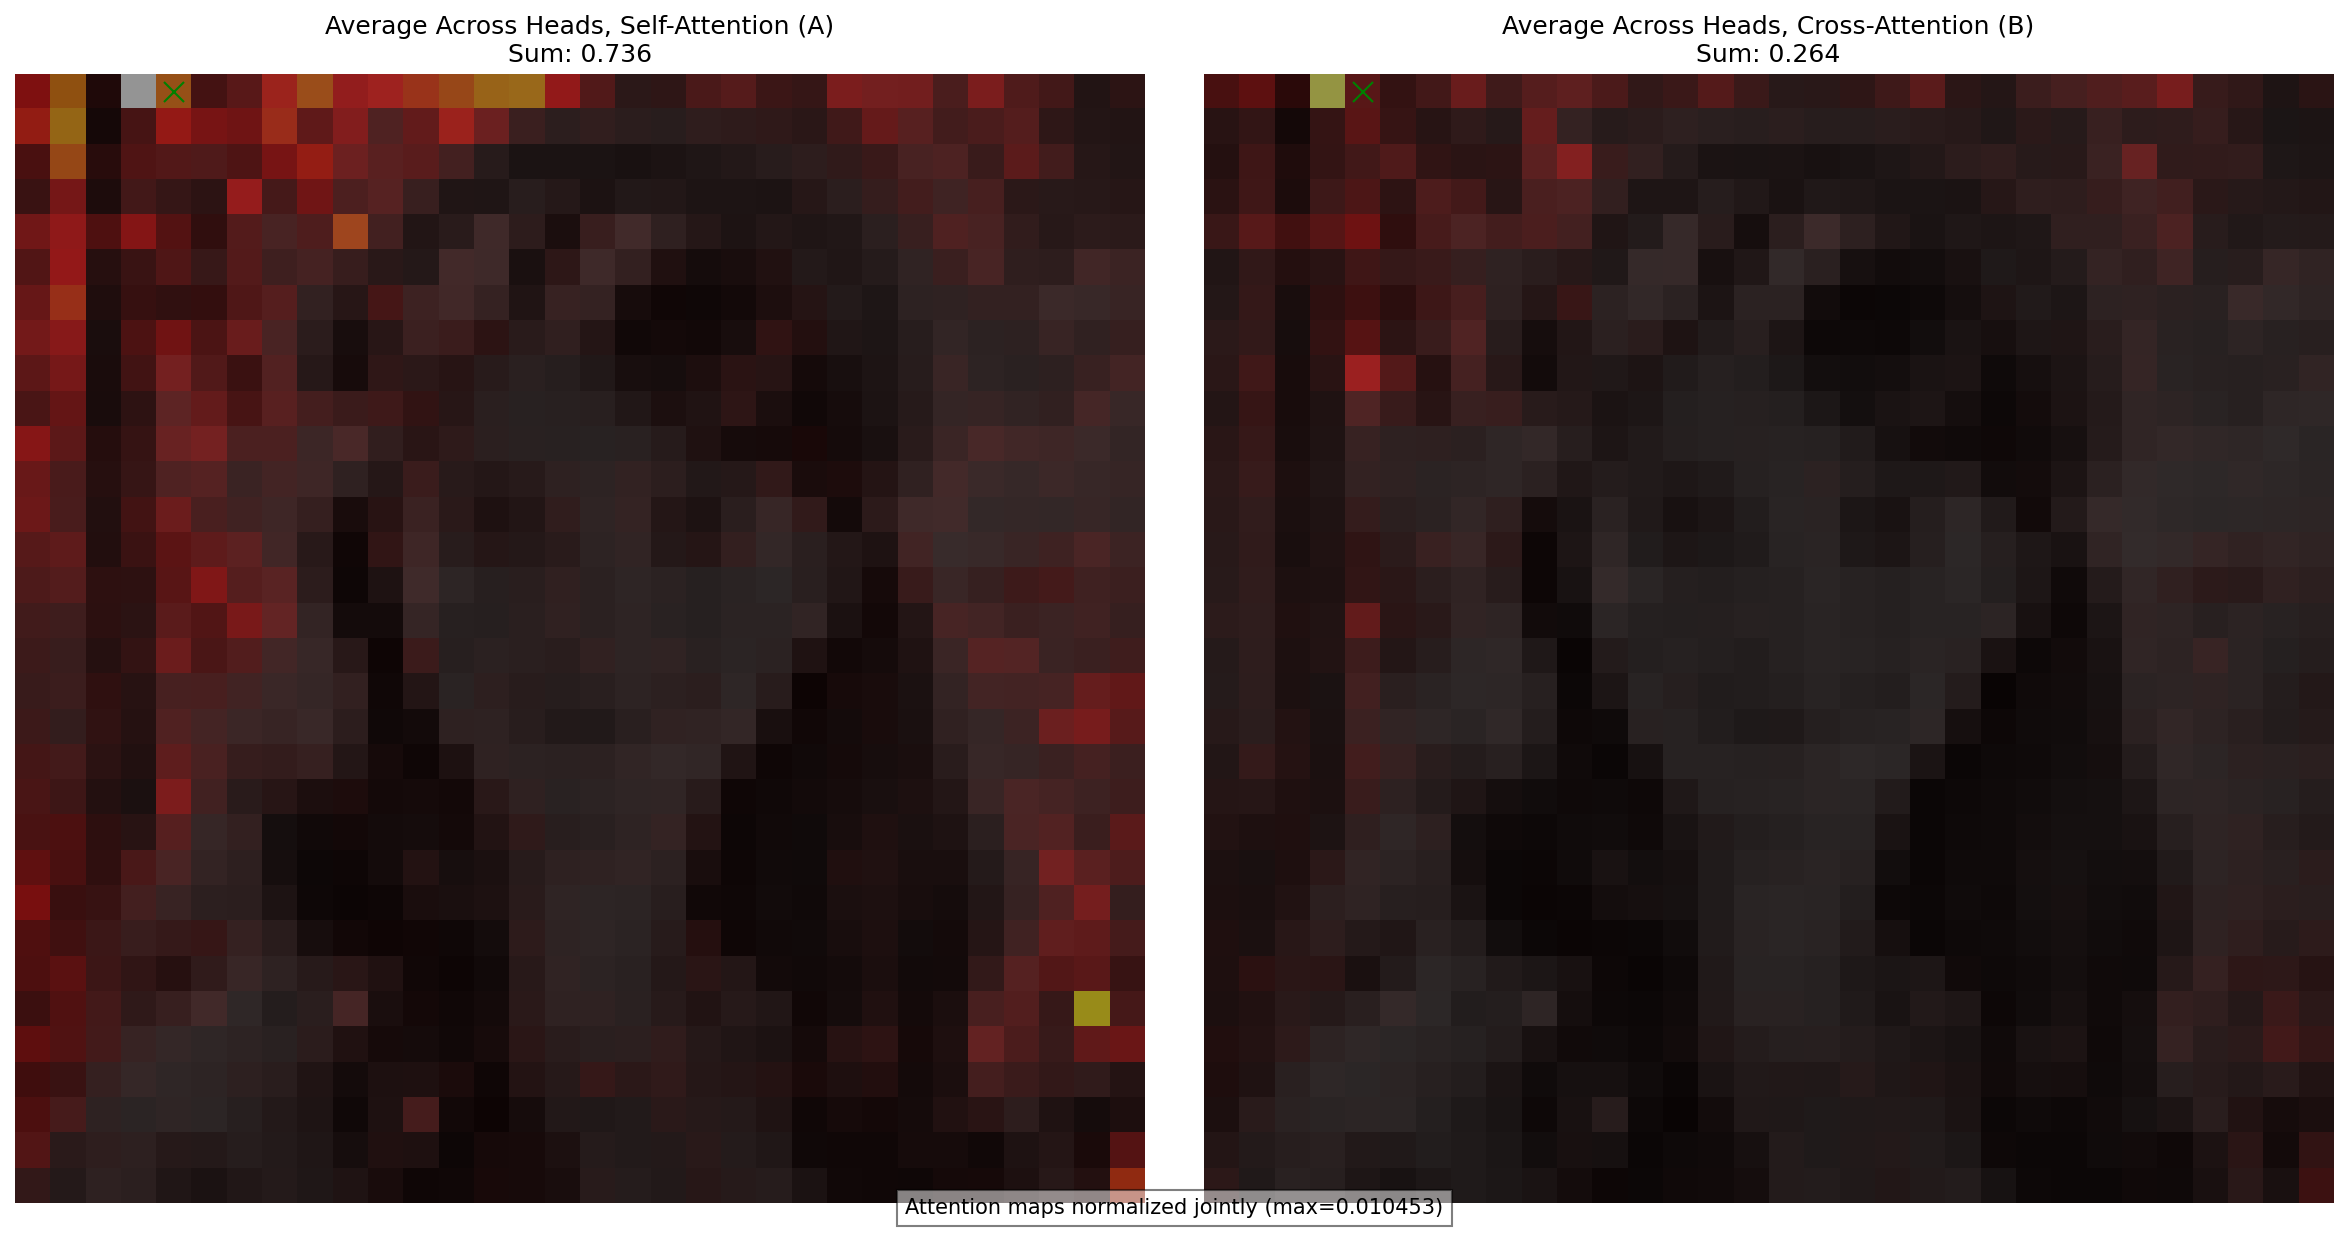 Average Across Heads, Self-Attention (A)
Sum: 0.736
Average Across Heads, Cross-Attention (B)
Sum: 0.264
Attention maps normalized jointly (max=0.010453)